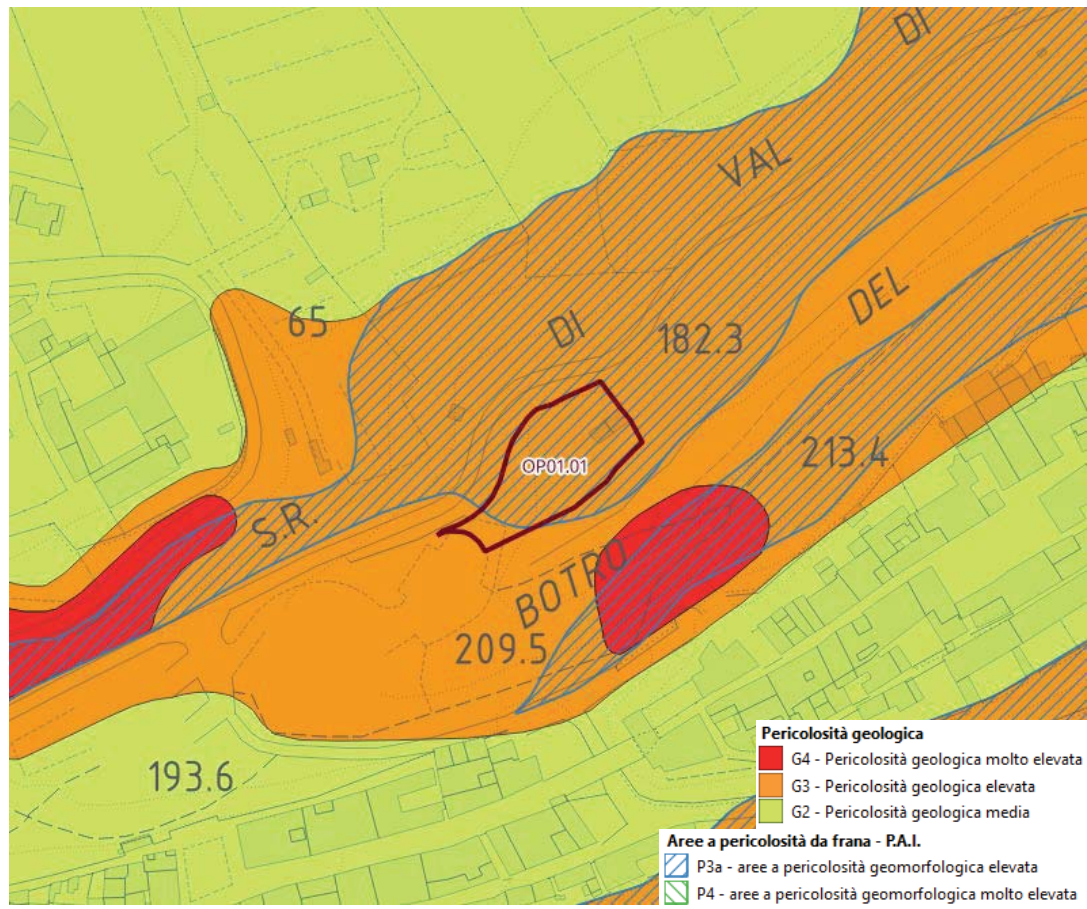 DI
VAL
DEL
65
DI
182.3
213.4
OP01.01
S.R.
BOTRO
209.5
193.6
Pericolosità geologica
G4 - Pericolosità geologica molto elevata
G3 - Pericolosità geologica elevata
G2 - Pericolosità geologica media
Aree a pericolosità da frana - P.A.I.
P3a - aree a pericolosità geomorfologica elevata
P4 - aree a pericolosità geomorfologica molto elevata